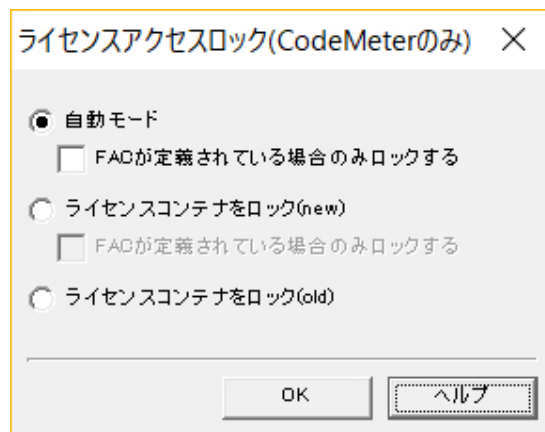 ライセンスアクセスロック(CodeMeterのみ)
自動モード
FACが定義されている場合のみロックする
ライセンスコンテナをロック(new)
FACが定義されている場合のみロックする
ライセンスコンテナをロック(old)
OK
ヘルプ